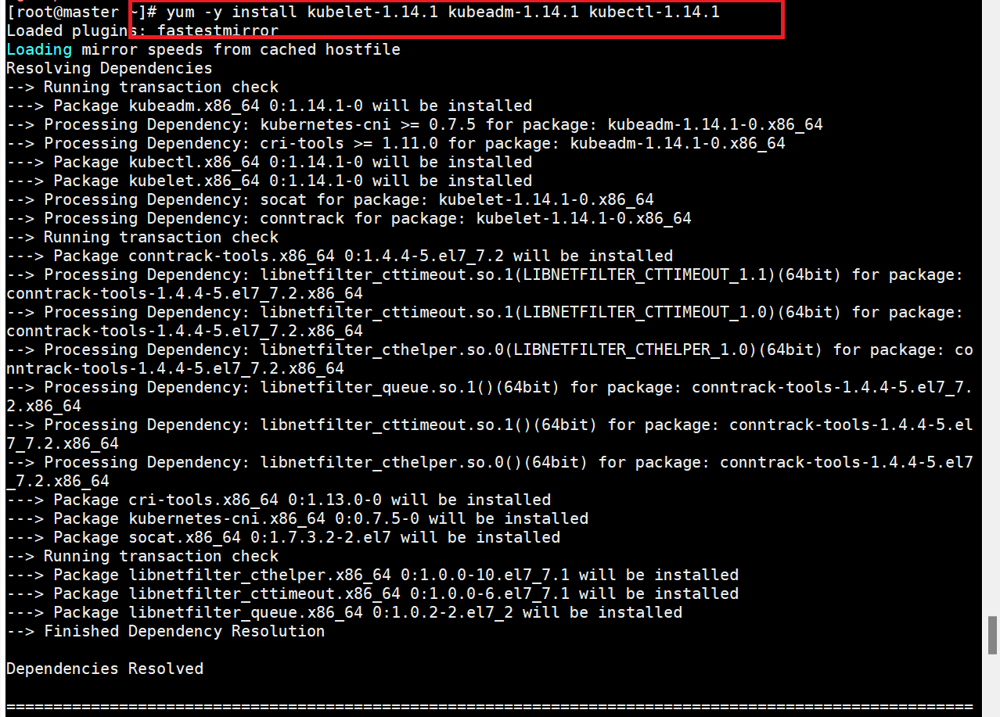 [root@master ~]# yum -y install kubelet-1.14.1 kubeadm-1.14.1 kubectl-1.14.1
Loaded plugins: fastestmirror
Loading mirror speeds from cached hostfile
Resolving Dependencies
--> Running transaction check
---> Package kubeadm.x86_64 0:1.14.1-0 will be installed
--> Processing Dependency: kubernetes-cni >= 0.7.5 for package: kubeadm-1.14.1-0.x86_64
--> Processing Dependency: cri-tools >= 1.11.0 for package: kubeadm-1.14.1-0.x86_64
---> Package kubectl.x86_64 0:1.14.1-0 will be installed
---> Package kubelet.x86_64 0:1.14.1-0 will be installed
--> Processing Dependency: socat for package: kubelet-1.14.1-0.x86_64
--> Processing Dependency: conntrack for package: kubelet-1.14.1-0.x86_64
--> Running transaction check
---> Package conntrack-tools.x86_64 0:1.4.4-5.el7_7.2 will be installed
--> Processing Dependency: libnetfilter_cttimeout.so.1(LIBNETFILTER_CTTIMEOUT_1.1)(64bit) for package:
conntrack-tools-1.4.4-5.el7_7.2.x86_64
--> Processing Dependency: libnetfilter_cttimeout.so.1(LIBNETFILTER_CTTIMEOUT_1.0)(64bit) for package:
conntrack-tools-1.4.4-5.el7_7.2.x86_64
--> Processing Dependency: libnetfilter_cthelper.so.0(LIBNETFILTER_CTHELPER_1.0)(64bit) for package: co
nntrack-tools-1.4.4-5.el7_7.2.x86_64
--> Processing Dependency: libnetfilter_queue.so.1()(64bit) for package: conntrack-tools-1.4.4-5.el7_7.
2.x86_64
--> Processing Dependency: libnetfilter_cttimeout.so.1()(64bit) for package: conntrack-tools-1.4.4-5.el
7_7.2.x86_64
--> Processing Dependency: libnetfilter_cthelper.so.0()(64bit) for package: conntrack-tools-1.4.4-5.el7
_7.2.x86_64
---> Package cri-tools.x86_64 0:1.13.0-0 will be installed
---> Package kubernetes-cni.x86_64 0:0.7.5-0 will be installed
---> Package socat.x86_64 0:1.7.3.2-2.el7 will be installed
--> Running transaction check
---> Package libnetfilter_cthelper.x86_64 0:1.0.0-10.el7_7.1 will be installed
---> Package libnetfilter_cttimeout.x86_64 0:1.0.0-6.el7_7.1 will be installed
---> Package libnetfilter_queue.x86_64 0:1.0.2-2.el7_2 will be installed
--> Finished Dependency Resolution
Dependencies Resolved
=======================================================================================================